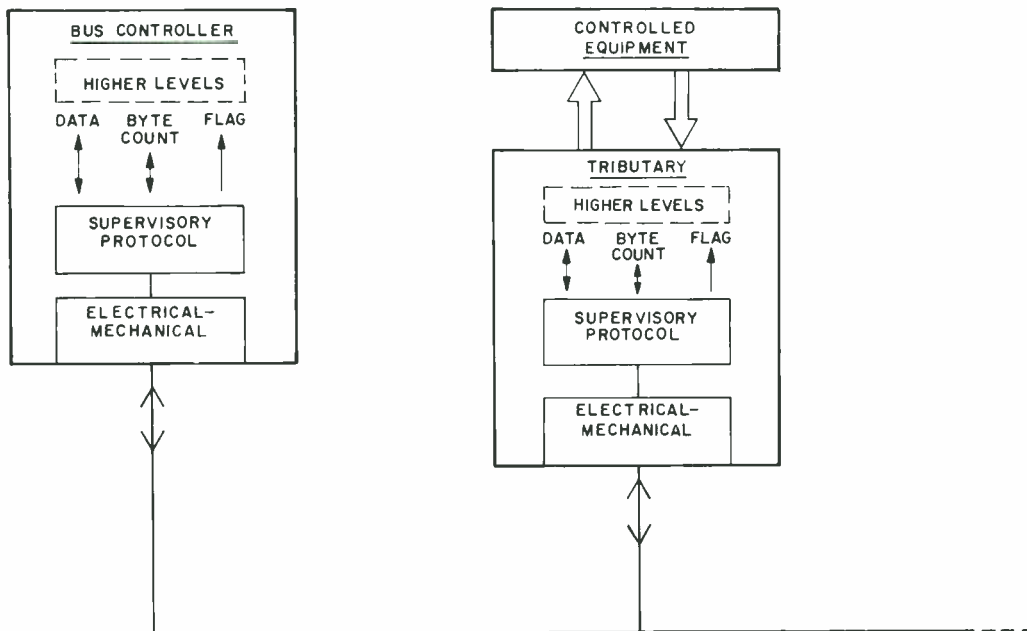 BUS CONTROLLER
HIGHER LEVELS
DATA BYTE FLAG
COUNT
SUPERVISORY
PROTOCOL
ELECTRICAL-
MECHANICAL
CONTROLLED
EQUIPMENT
TRIBUTARY
HIGHER LEVELS
DATA BYTE FLAG
COUNT
SUPERVISORY
PROTOCOL
ELECTRICAL-
MECHANICAL